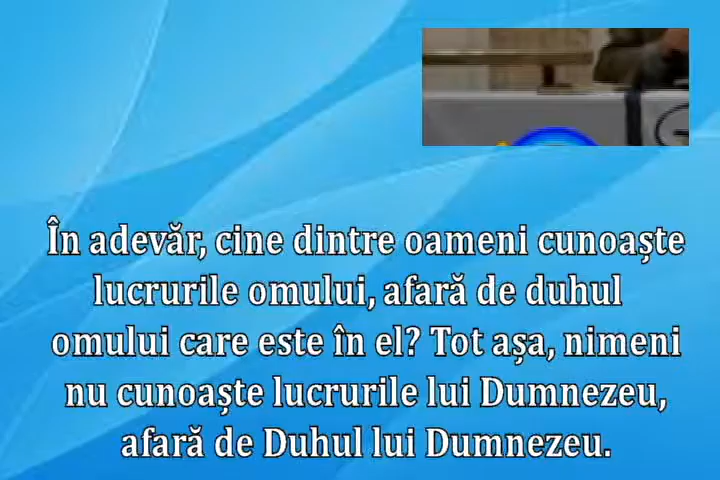 În adevăr, cine dintre oameni cunoaște
lucrurile omului, afară de duhul
omului care este în el? Tot așa, nimeni
nu cunoaște lucrurile lui Dumnezeu,
afară de Duhul lui Dumnezeu.